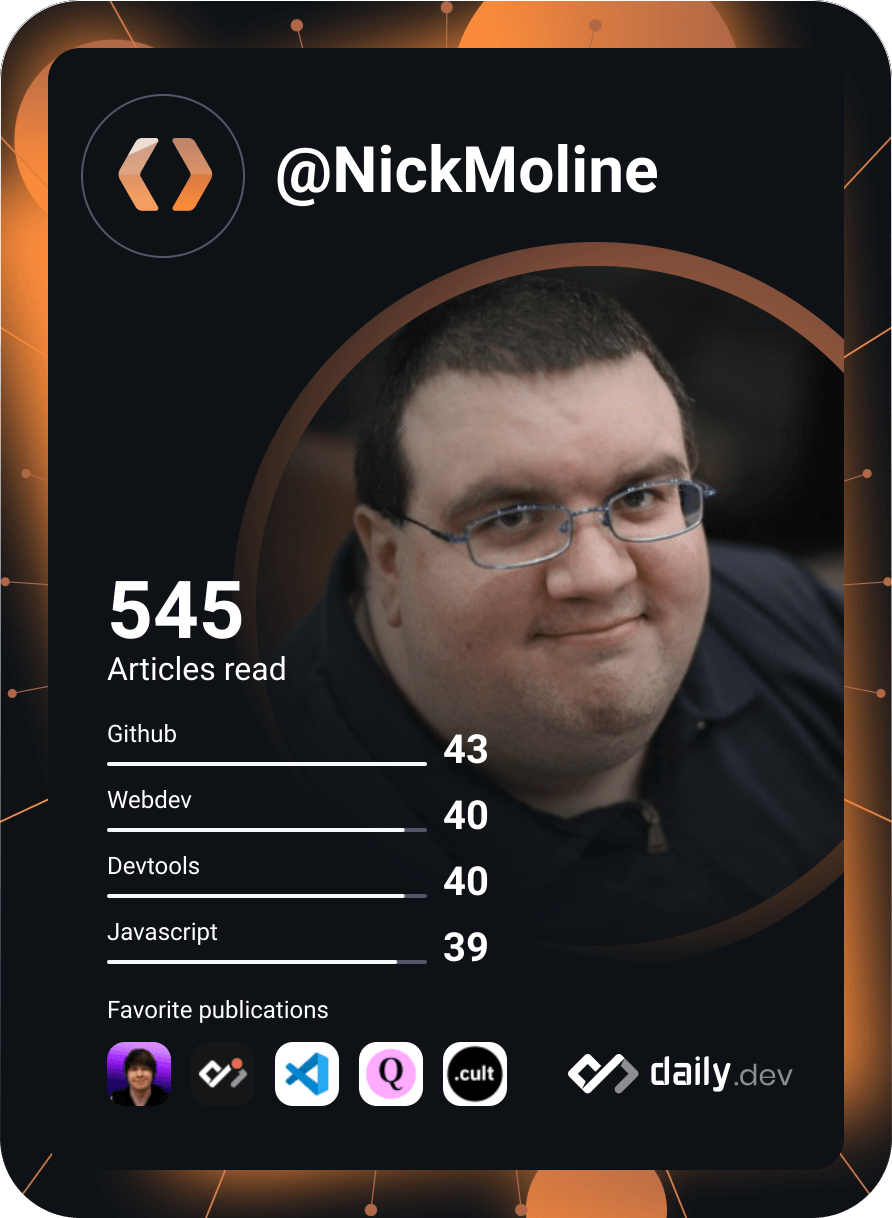 @NickMoline
545
Articles read
Github
43
Webdev
40
Devtools
40
Javascript
39
Favorite publications
Q
.cult
daily.dev